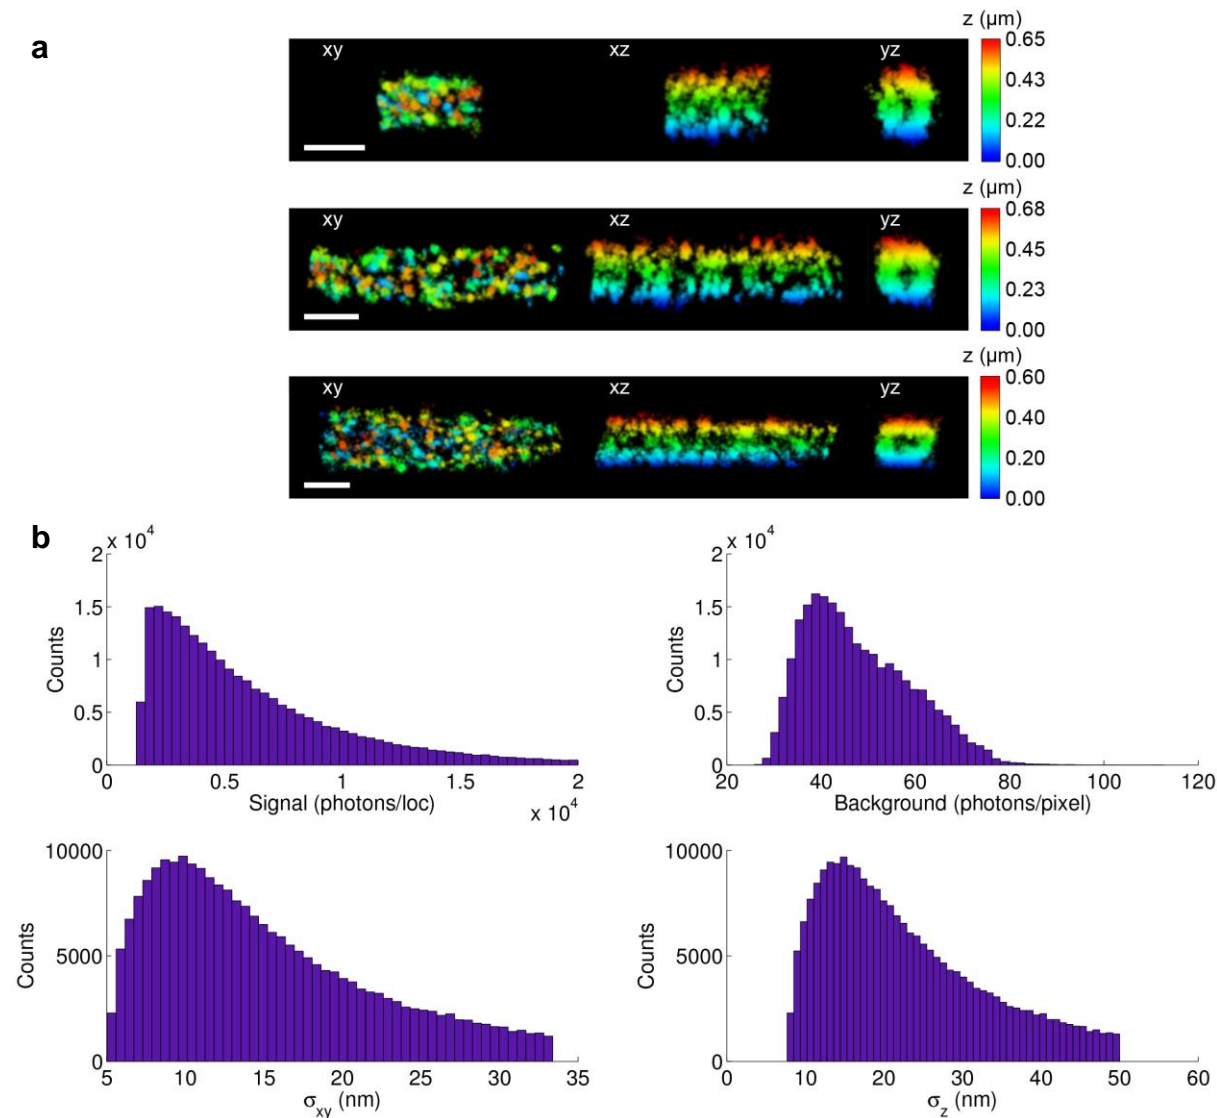 a
z (µm)
xy xz yz
0.65
0.43
0.22
0.00
z (µm)
xy xz yz
0.68
0.45
0.23
0.00
z (µm)
xy xz yz
0.60
0.40
0.20
0.00
b
x 10^4
2
1.5
1
0.5
0
Counts
0 0.5 1 1.5 2
Signal (photons/loc)
x 10^4
x 10^4
2
1.5
1
0.5
0
Counts
20 40 60 80 100 120
Background (photons/pixel)
10000
5000
0
Counts
5 10 15 20 25 30 35
σxy (nm)
10000
5000
0
Counts
0 10 20 30 40 50 60
σz (nm)